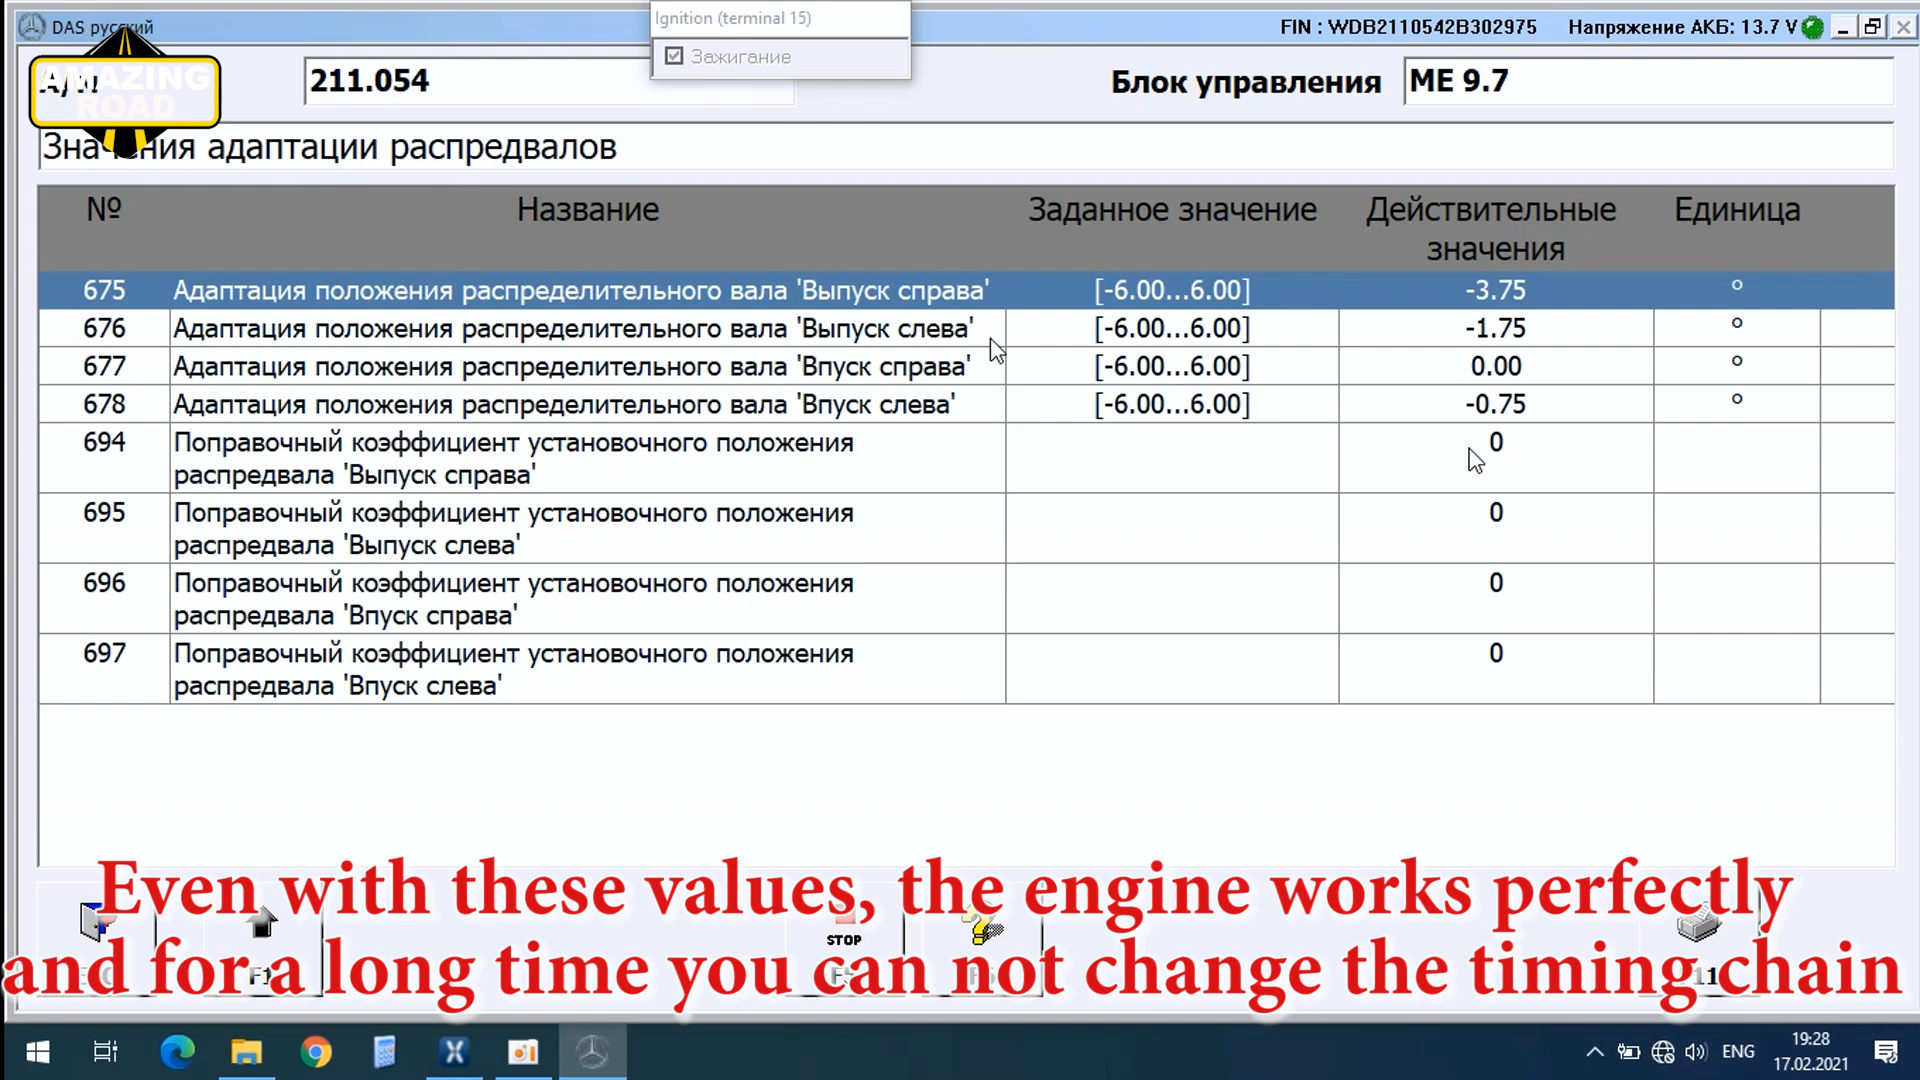 DAS русский
Ignition (terminal 15)
FIN : WDB2110542B302975
Напряжение АКБ: 13.7 V
Зажигание
AMAZING
ROAD
211.054
Блок управления
ME 9.7
Значения адаптации распредвалов
№ Название Заданное значение Действительные значения Единица
675 Адаптация положения распределительного вала 'Выпуск справа' [-6.00...6.00] -3.75 °
676 Адаптация положения распределительного вала 'Выпуск слева' [-6.00...6.00] -1.75 °
677 Адаптация положения распределительного вала 'Впуск справа' [-6.00...6.00] 0.00 °
678 Адаптация положения распределительного вала 'Впуск слева' [-6.00...6.00] -0.75 °
694 Поправочный коэффициент установочного положения 0
распредвала 'Выпуск справа'
695 Поправочный коэффициент установочного положения 0
распредвала 'Выпуск слева'
696 Поправочный коэффициент установочного положения 0
распредвала 'Впуск справа'
697 Поправочный коэффициент установочного положения 0
распредвала 'Впуск слева'
Even with these values, the engine works perfectly
STOP
and for a long time you can not change the timing chain
F1
ENG
19:28
17.02.2021